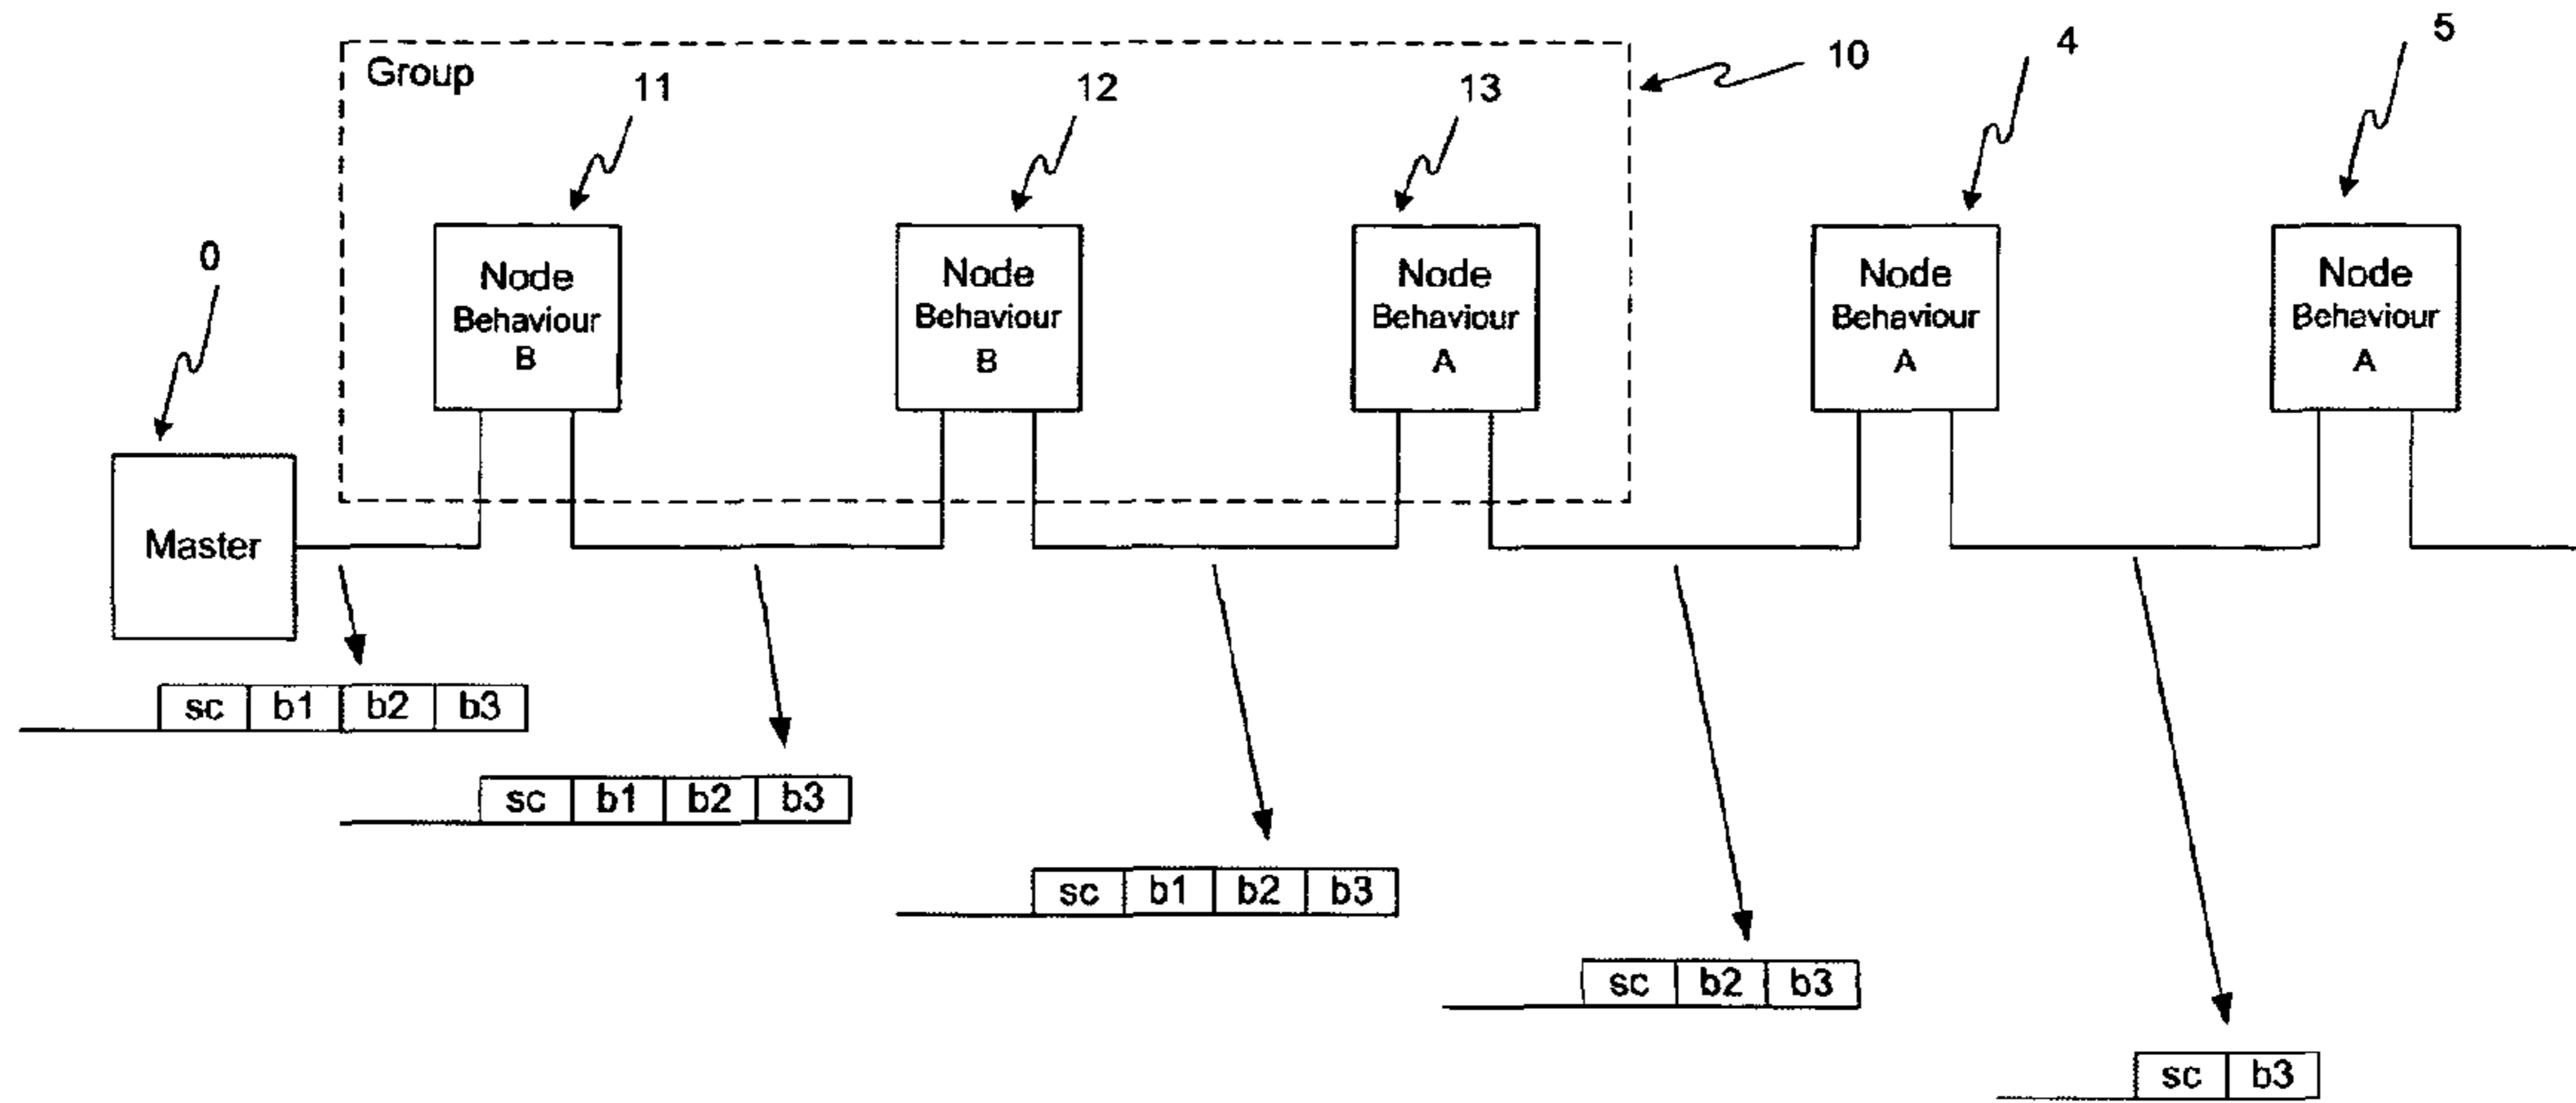 5
4
10
Group
11
12
13
0
Node
Behaviour
B
Node
Behaviour
B
Node
Behaviour
A
Node
Behaviour
A
Node
Behaviour
A
Master
sc b1 b2 b3
sc b1 b2 b3
sc b1 b2 b3
sc b2 b3
sc b3